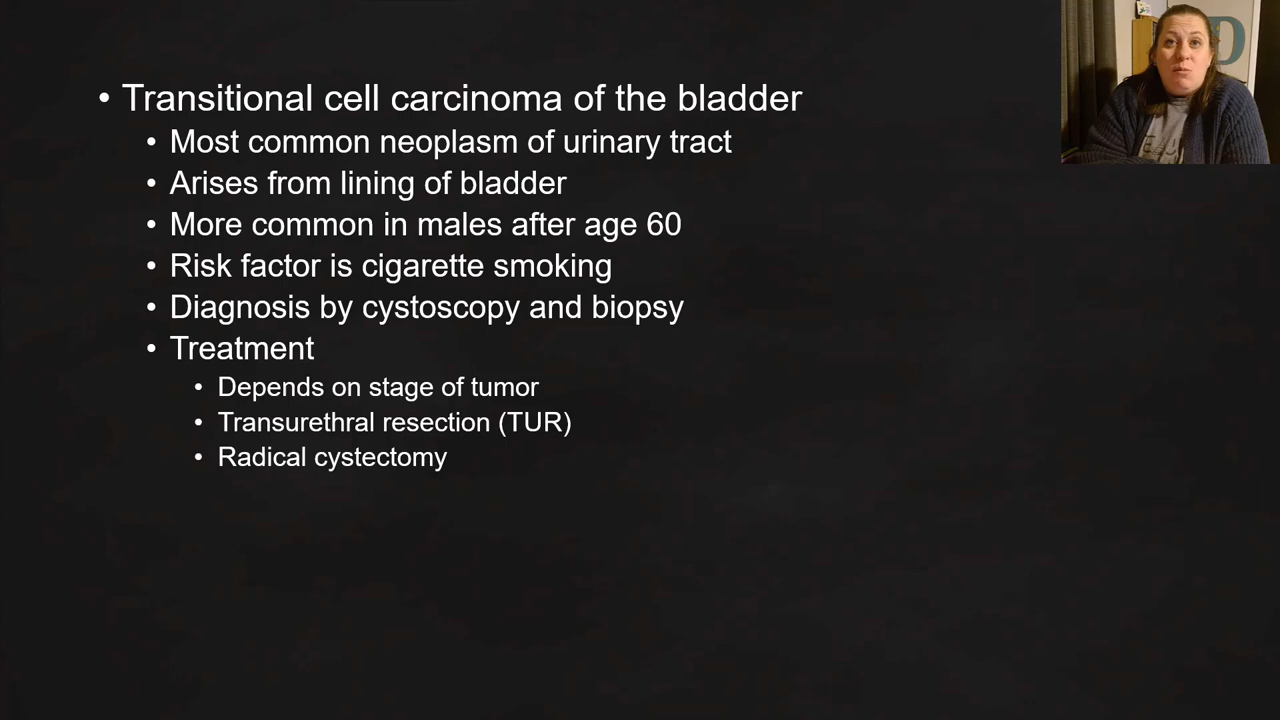 • Transitional cell carcinoma of the bladder
• Most common neoplasm of urinary tract
• Arises from lining of bladder
• More common in males after age 60
• Risk factor is cigarette smoking
• Diagnosis by cystoscopy and biopsy
• Treatment
• Depends on stage of tumor
• Transurethral resection (TUR)
• Radical cystectomy
D